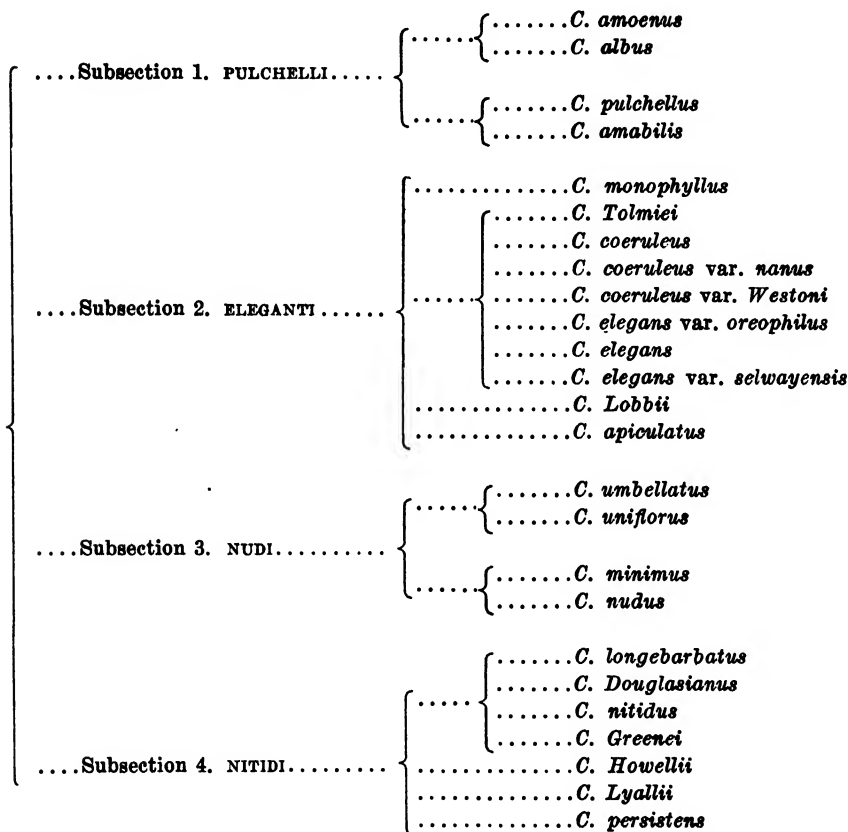 .......C. amoenus
.......C. albus
....Subsection 1. PULCHELLI.....
.......C. pulchellus
.......C. amabilis
..............C. monophyllus
.......C. Tolmiei
.......C. coeruleus
.......C. coeruleus var. nanus
.......C. coeruleus var. Westoni
....Subsection 2. ELEGANTI......
.......C. elegans var. oreophilus
.......C. elegans
.......C. elegans var. selwayensis
..............C. Lobbii
..............C. apiculatus
.......C. umbellatus
.......C. uniflorus
....Subsection 3. NUDI..........
.......C. minimus
.......C. nudus
.......C. longebarbatus
.......C. Douglasianus
.......C. nitidus
.......C. Greenei
....Subsection 4. NITIDI........
..............C. Howellii
..............C. Lyallii
..............C. persistens